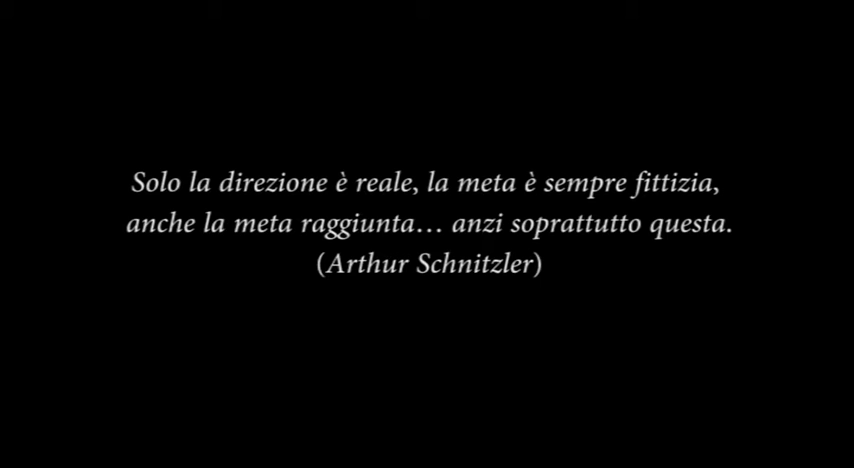 Solo la direzione è reale, la meta è sempre fittizia,
anche la meta raggiunta… anzi soprattutto questa.
(Arthur Schnitzler)